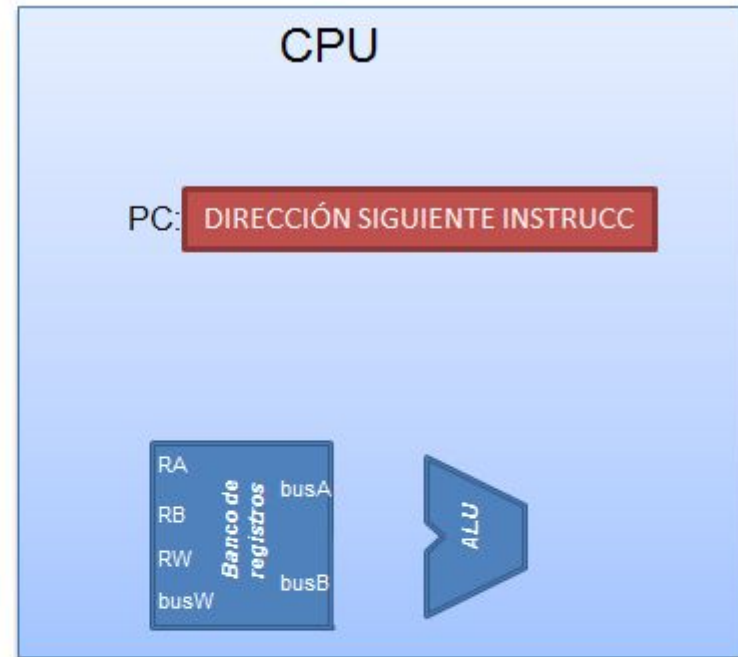 CPU
PC:
DIRECCIÓN SIGUIENTE INSTRUCC
RA
RB
RW
busW
Banco de
registros
busA
busB
ALU